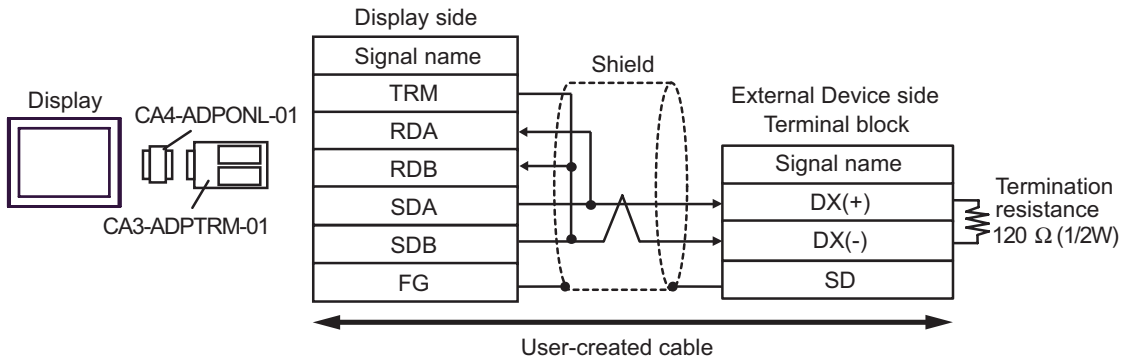 Display side
Signal name
TRM
RDA
RDB
SDA
SDB
FG
Shield
Display
CA4-ADPONL-01
CA3-ADPTRM-01
External Device side
Terminal block
Signal name
DX(+)
DX(-)
SD
Termination
resistance
120 Ω (1/2W)
User-created cable